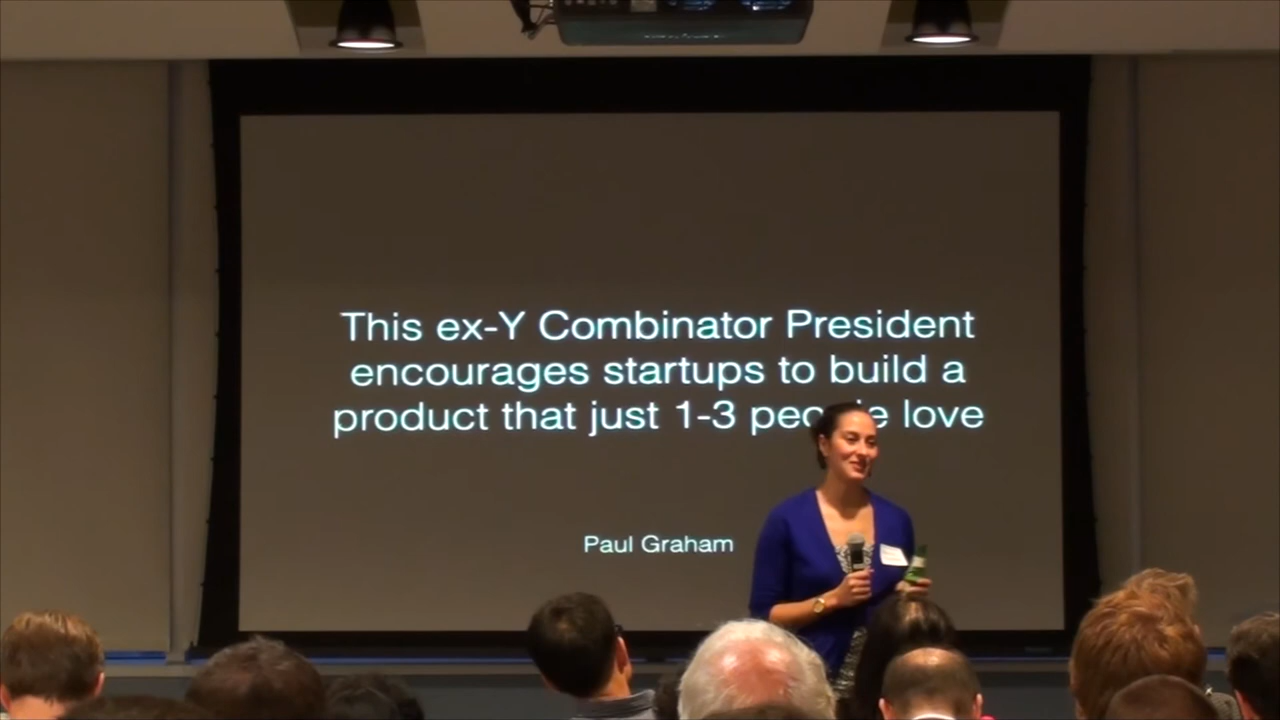 This ex-Y Combinator President
encourages startups to build a
product that just 1-3 people love
Paul Graham